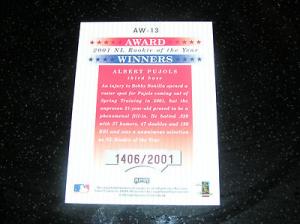 AW-13
AWARD
2001 NL Rookie of the Year
WINNERS
ALBERT PUJOLS
third base
An injury to Bobby Bonilla opened a
roster spot for Pujols coming out of
Spring Training in 2001, but the
unproven 21-year-old proved to be a
phenomenal fill-in. He batted .329
with 37 homers, 47 doubles and 130
RBI and was a unanimous selection
as NL Rookie of the Year
1406/2001
PLAYOFF